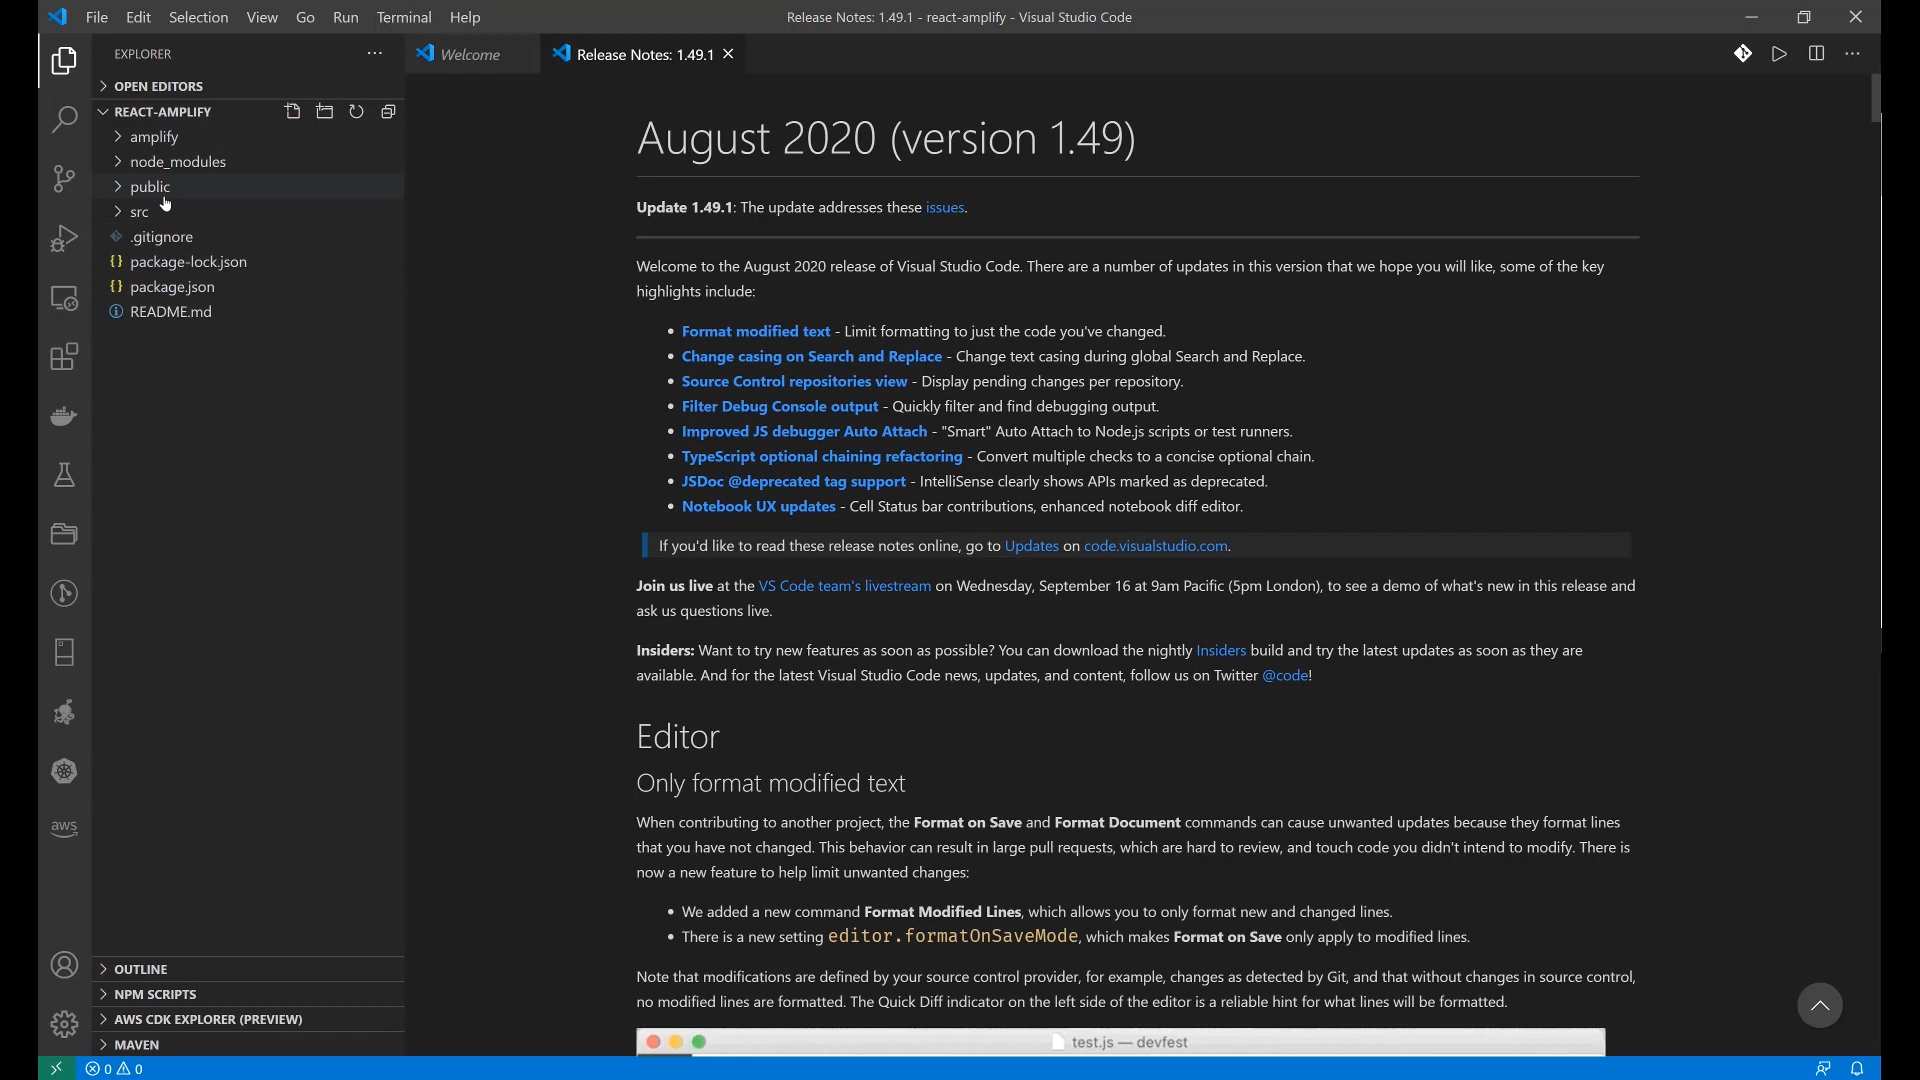 File Edit Selection View Go Run Terminal Help
Release Notes: 1.49.1 - react-amplify - Visual Studio Code
EXPLORER
OPEN EDITORS
REACT-AMPLIFY
amplify
node_modules
public
src
.gitignore
package-lock.json
package.json
README.md
aws
OUTLINE
NPM SCRIPTS
AWS CDK EXPLORER (PREVIEW)
MAVEN
Welcome
Release Notes: 1.49.1
August 2020 (version 1.49)
Update 1.49.1: The update addresses these issues.
Welcome to the August 2020 release of Visual Studio Code. There are a number of updates in this version that we hope you will like, some of the key
highlights include:
• Format modified text - Limit formatting to just the code you've changed.
• Change casing on Search and Replace - Change text casing during global Search and Replace.
• Source Control repositories view - Display pending changes per repository.
• Filter Debug Console output - Quickly filter and find debugging output.
• Improved JS debugger Auto Attach - "Smart" Auto Attach to Node.js scripts or test runners.
• TypeScript optional chaining refactoring - Convert multiple checks to a concise optional chain.
• JSDoc @deprecated tag support - IntelliSense clearly shows APIs marked as deprecated.
• Notebook UX updates - Cell Status bar contributions, enhanced notebook diff editor.
If you'd like to read these release notes online, go to Updates on code.visualstudio.com.
Join us live at the VS Code team's livestream on Wednesday, September 16 at 9am Pacific (5pm London), to see a demo of what's new in this release and
ask us questions live.
Insiders: Want to try new features as soon as possible? You can download the nightly Insiders build and try the latest updates as soon as they are
available. And for the latest Visual Studio Code news, updates, and content, follow us on Twitter @code!
Editor
Only format modified text
When contributing to another project, the Format on Save and Format Document commands can cause unwanted updates because they format lines
that you have not changed. This behavior can result in large pull requests, which are hard to review, and touch code you didn't intend to modify. There is
now a new feature to help limit unwanted changes:
• We added a new command Format Modified Lines, which allows you to only format new and changed lines.
• There is a new setting editor.formatOnSaveMode, which makes Format on Save only apply to modified lines.
Note that modifications are defined by your source control provider, for example, changes as detected by Git, and that without changes in source control,
no modified lines are formatted. The Quick Diff indicator on the left side of the editor is a reliable hint for what lines will be formatted.
test.js — devfest
0 0